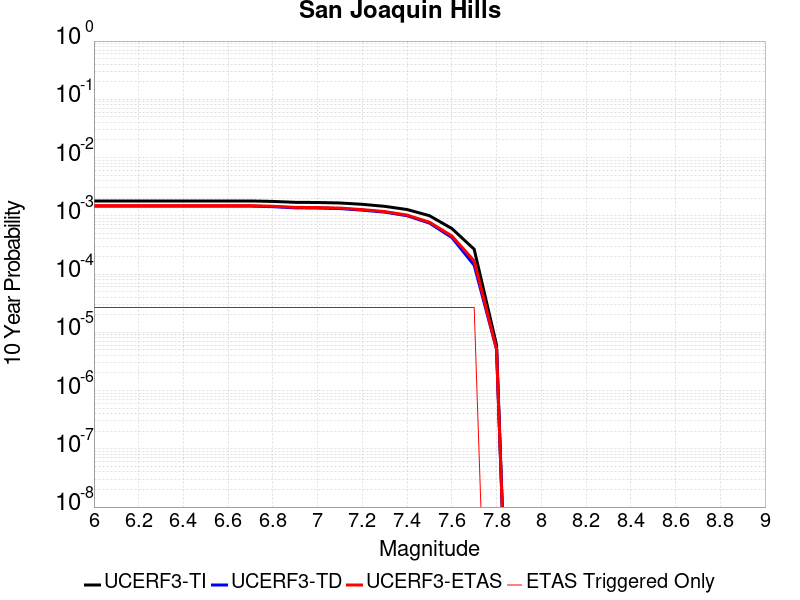 San Joaquin Hills
10 0
10 -1
10 -2
10 -3
10 -4
10 -5
10 -6
10 -7
10 -8
10 Year Probability
6 6.2 6.4 6.6 6.8 7 7.2 7.4 7.6 7.8 8 8.2 8.4 8.6 8.8 9
Magnitude
UCERF3-TI UCERF3-TD UCERF3-ETAS ETAS Triggered Only